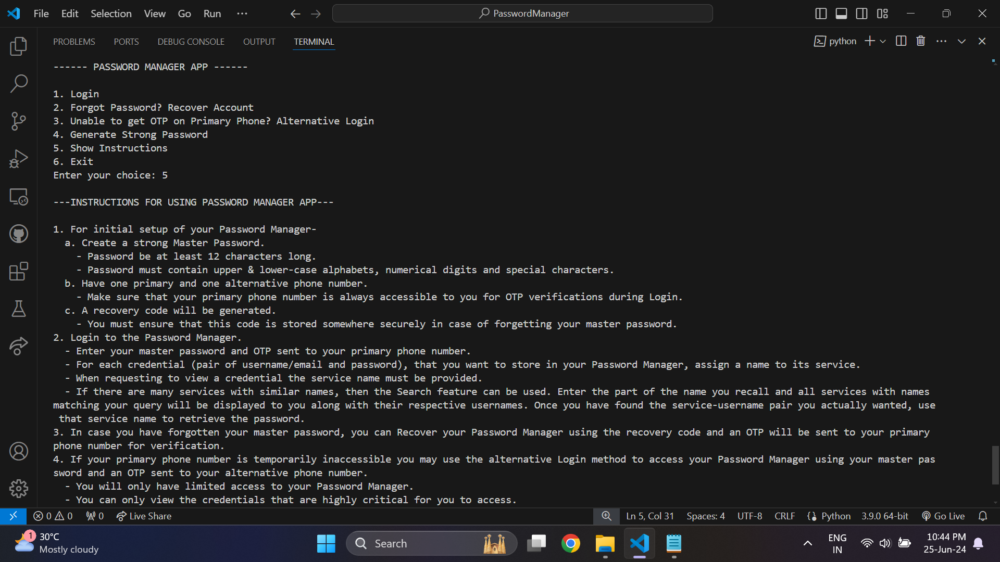 File Edit Selection View Go Run ··· PasswordManager
PROBLEMS PORTS DEBUG CONSOLE OUTPUT TERMINAL python
------ PASSWORD MANAGER APP ------
1. Login
2. Forgot Password? Recover Account
3. Unable to get OTP on Primary Phone? Alternative Login
4. Generate Strong Password
5. Show Instructions
6. Exit
Enter your choice: 5
---INSTRUCTIONS FOR USING PASSWORD MANAGER APP---
1. For initial setup of your Password Manager-
a. Create a strong Master Password.
- Password be at least 12 characters long.
- Password must contain upper & lower-case alphabets, numerical digits and special characters.
b. Have one primary and one alternative phone number.
- Make sure that your primary phone number is always accessible to you for OTP verifications during Login.
c. A recovery code will be generated.
- You must ensure that this code is stored somewhere securely in case of forgetting your master password.
2. Login to the Password Manager.
- Enter your master password and OTP sent to your primary phone number.
- For each credential (pair of username/email and password), that you want to store in your Password Manager, assign a name to its service.
- When requesting to view a credential the service name must be provided.
- If there are many services with similar names, then the Search feature can be used. Enter the part of the name you recall and all services with names
matching your query will be displayed to you along with their respective usernames. Once you have found the service-username pair you actually wanted, use
that service name to retrieve the password.
3. In case you have forgotten your master password, you can Recover your Password Manager using the recovery code and an OTP will be sent to your primary
phone number for verification.
4. If your primary phone number is temporarily inaccessible you may use the alternative Login method to access your Password Manager using your master pas
sword and an OTP sent to your alternative phone number.
- You will only have limited access to your Password Manager.
- You can only view the credentials that are highly critical for you to access.
0 0 0 Live Share Ln 5, Col 31 Spaces: 4 UTF-8 CRLF Python 3.9.0 64-bit Go Live
1 30°C
Mostly cloudy
Search
ENG
IN
10:44 PM
25-Jun-24